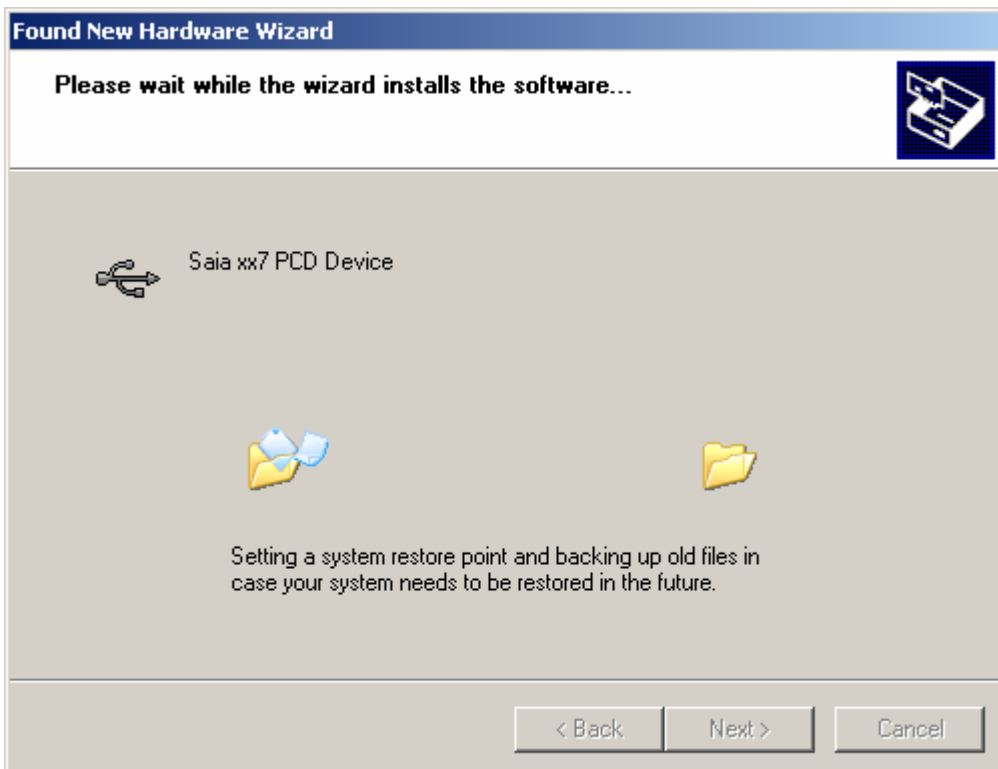 Found New Hardware Wizard
Please wait while the wizard installs the software...
Saia xx7 PCD Device
Setting a system restore point and backing up old files in
case your system needs to be restored in the future.
< Back
Next >
Cancel